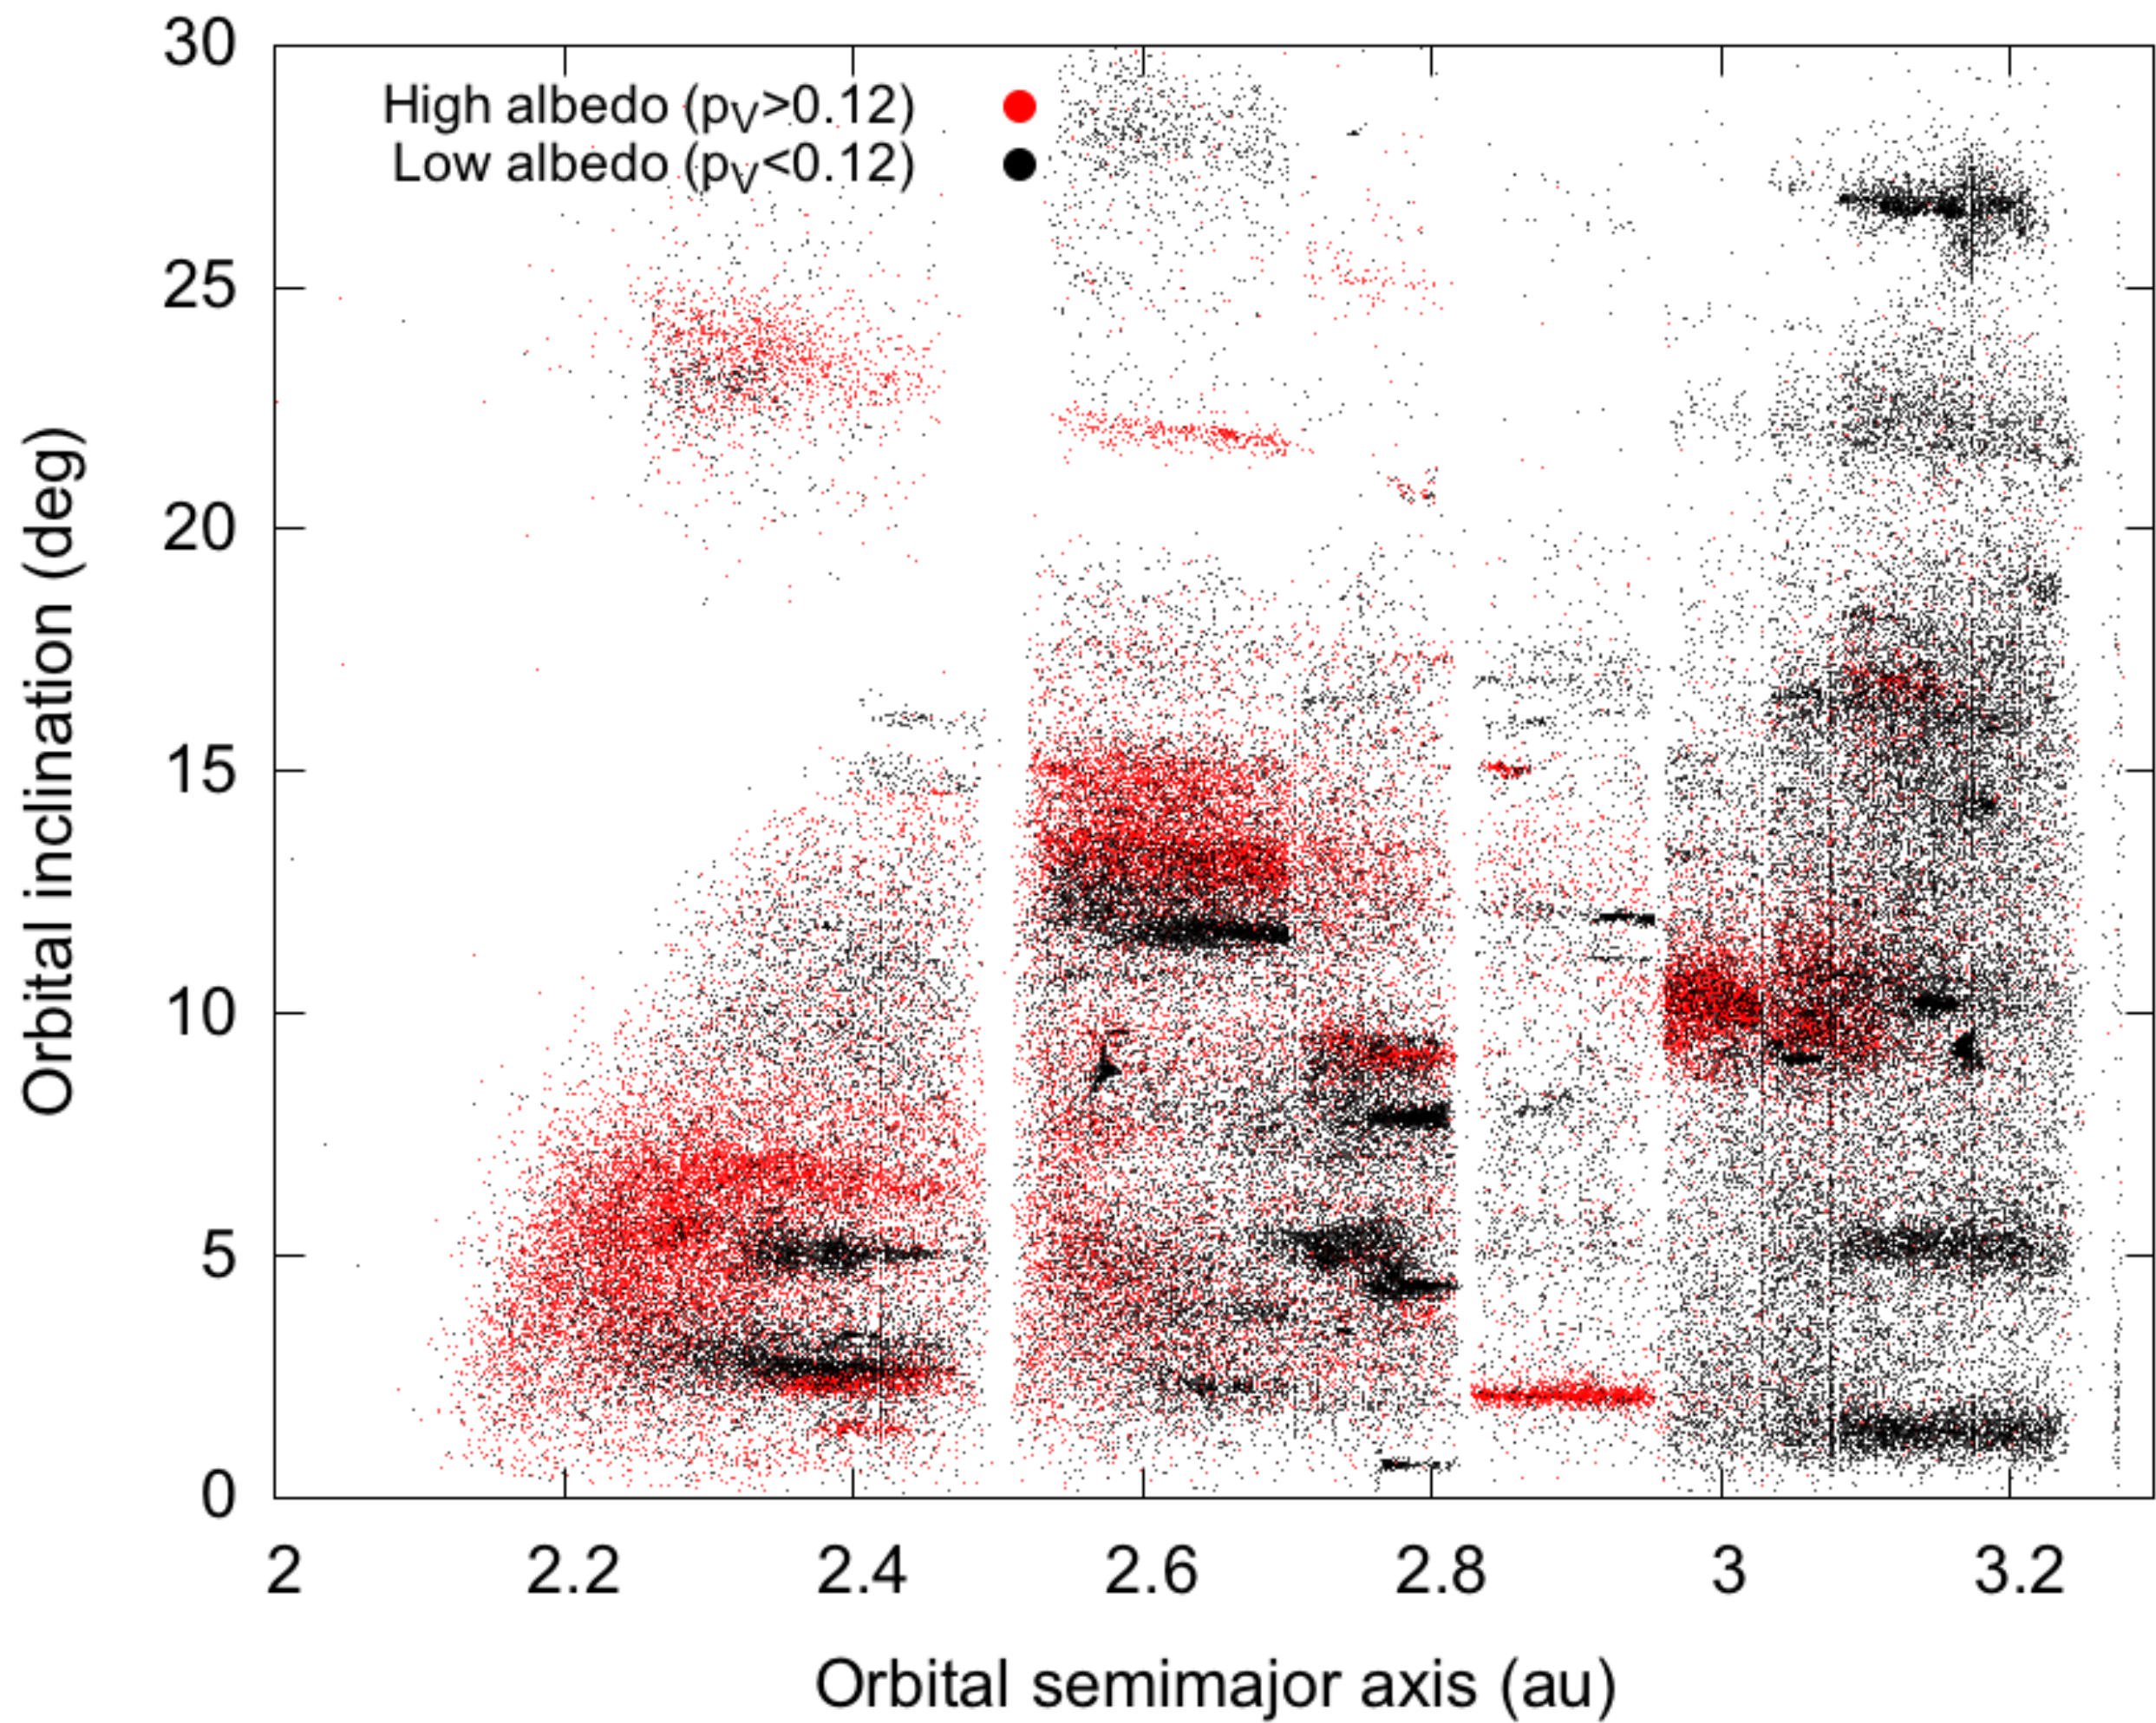 30
High albedo (pV>0.12)
Low albedo (pV<0.12)
25
20
15
10
5
0
Orbital inclination (deg)
2 2.2 2.4 2.6 2.8 3 3.2
Orbital semimajor axis (au)